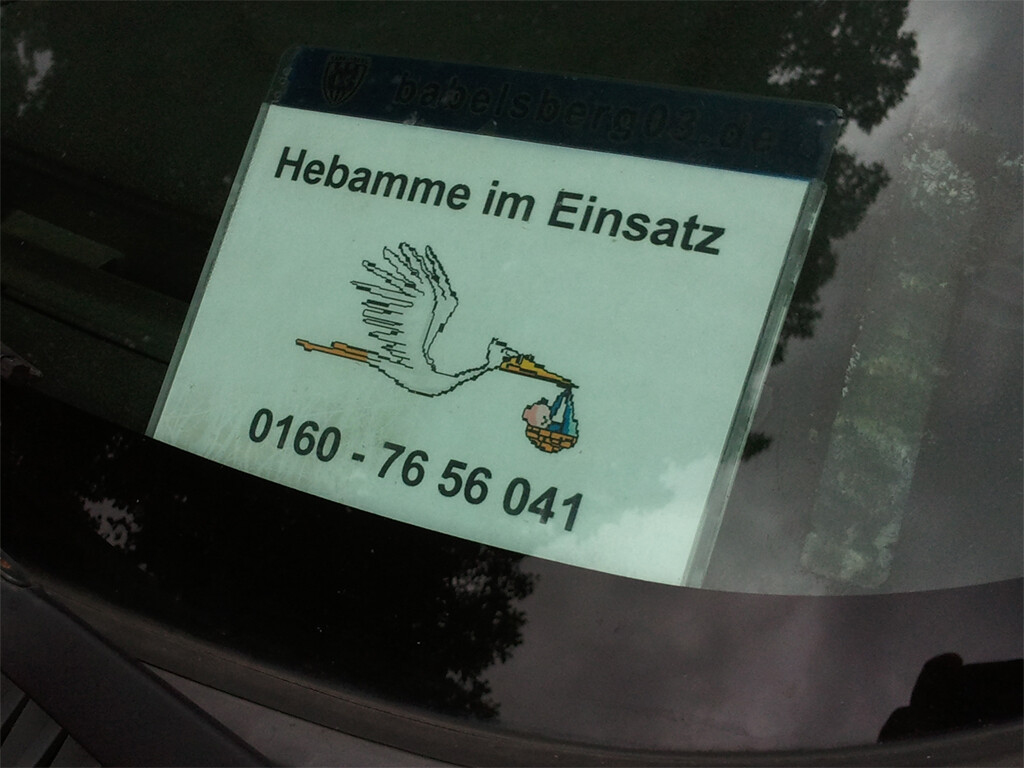 babelsberg03.de
Hebamme im Einsatz
0160 - 76 56 041